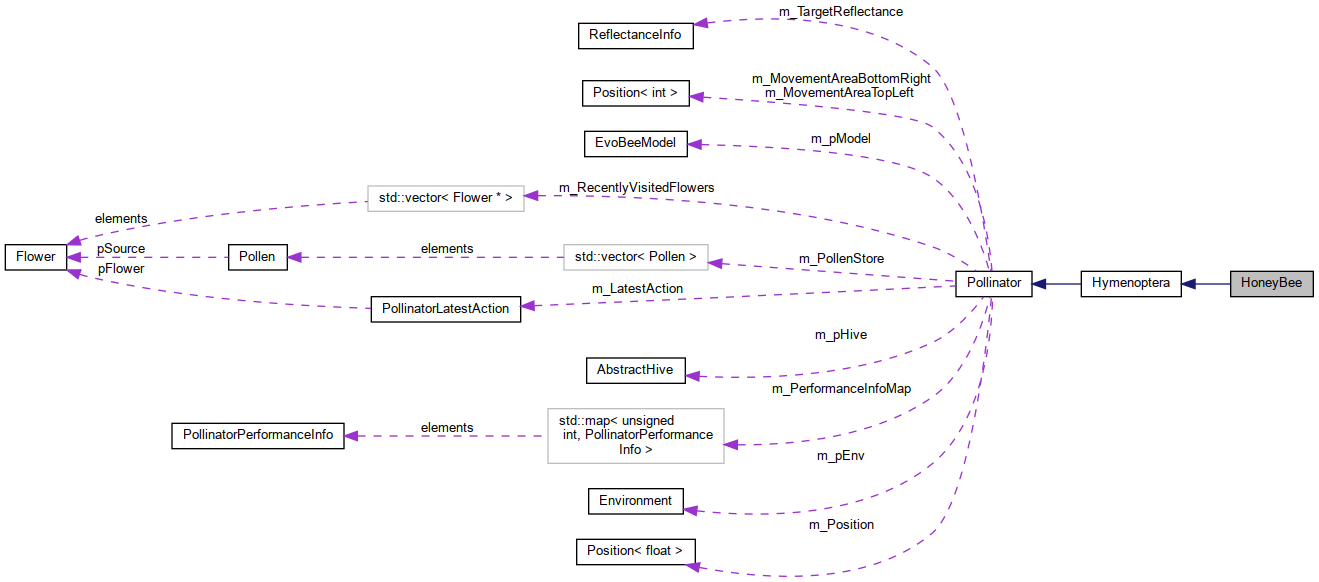 m_TargetReflectance
ReflectanceInfo
m_MovementAreaBottomRight
m_MovementAreaTopLeft
Position< int >
m_pModel
EvoBeeModel
m_RecentlyVisitedFlowers
std::vector< Flower * >
elements
Flower
pSource
pFlower
Pollen
elements
std::vector< Pollen >
m_PollenStore
m_LatestAction
PollinatorLatestAction
Pollinator
Hymenoptera
HoneyBee
m_pHive
AbstractHive
m_PerformanceInfoMap
std::map< unsigned
int, PollinatorPerformance
Info >
elements
PollinatorPerformanceInfo
m_pEnv
Environment
m_Position
Position< float >